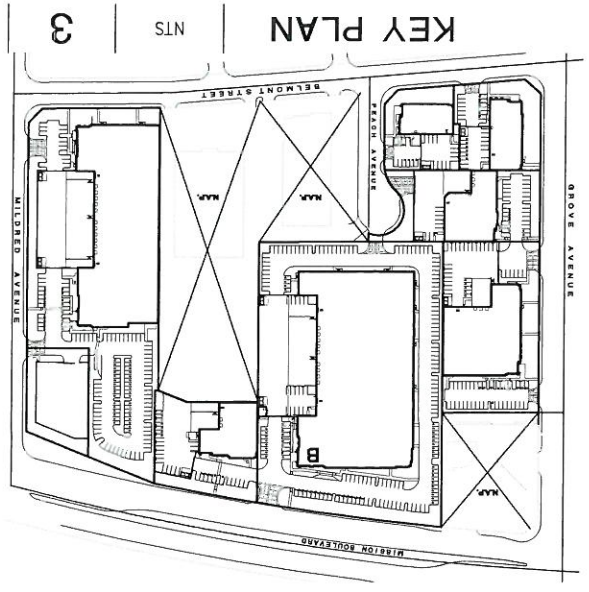 KEY PLAN
NTS
3
BELMONT STREET
PEACH AVENUE
GROVE AVENUE
MILDRED AVENUE
N.A.P.
N.A.P.
N.A.P.
B
MISSION BOULEVARD